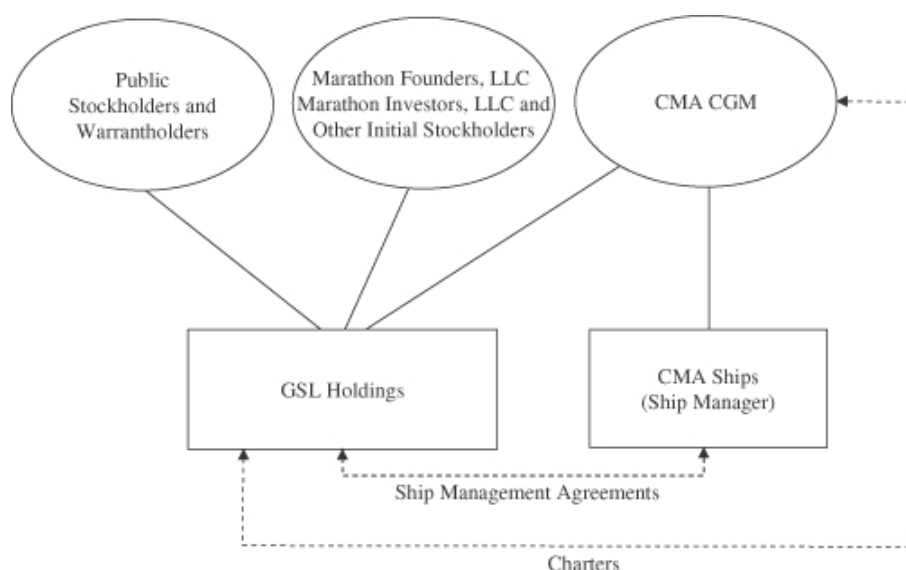 Public
Stockholders and
Warrantholders
Marathon Founders, LLC
Marathon Investors, LLC and
Other Initial Stockholders
CMA CGM
GSL Holdings
CMA Ships
(Ship Manager)
Ship Management Agreements
Charters